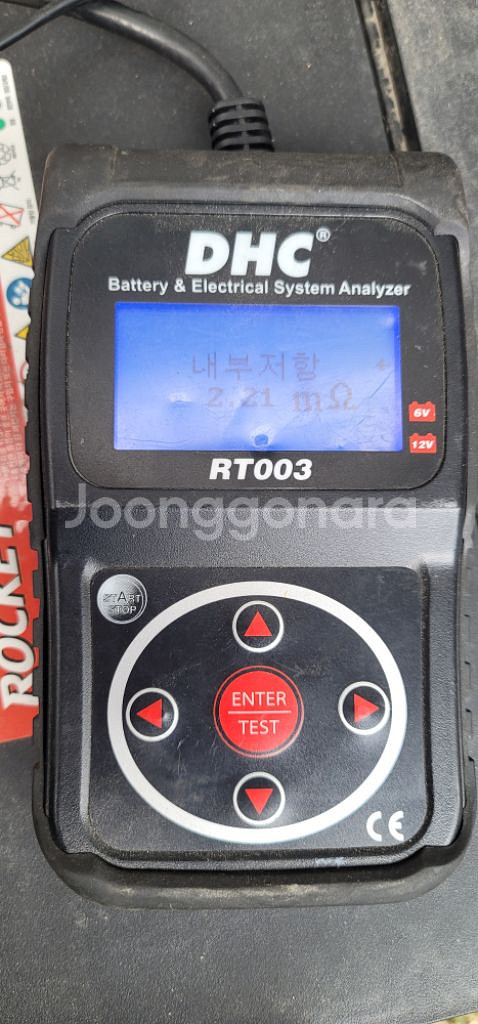 DHC®
Battery & Electrical System Analyzer
내부저항 ←
2.21 mΩ
6V
12V
RT003
Joonggonara
START
STOP
ROCKET
ENTER
TEST
CE